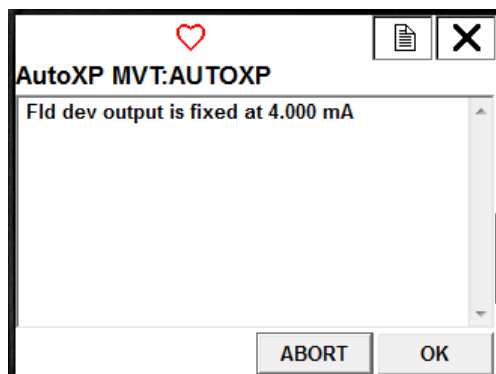 AutoXP MVT:AUTOXP
Fld dev output is fixed at 4.000 mA
ABORT
OK